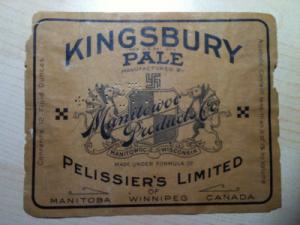 KINGSBURY
PALE
MANUFACTURED BY
Manitowoc
Products Co.
MANITOWOC WISCONSIN
MADE UNDER FORMULA OF
PELISSIER'S LIMITED
OF
MANITOBA WINNIPEG CANADA